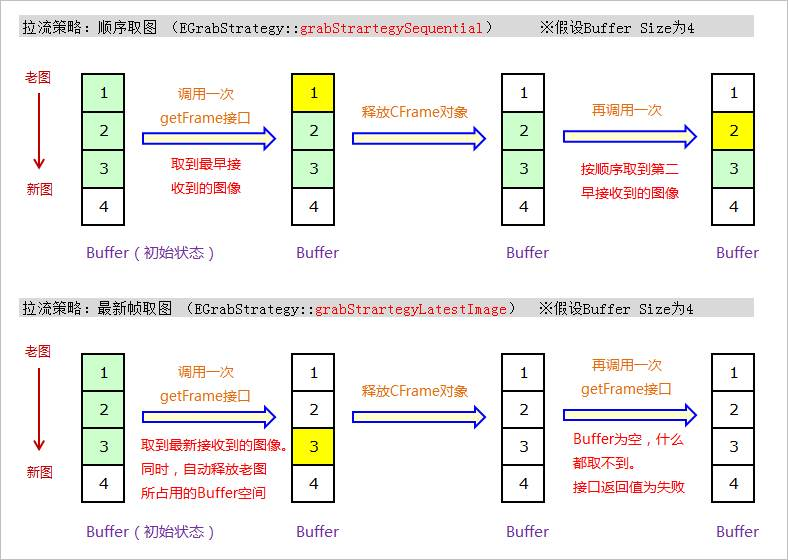 拉流策略：顺序取图 （EGrabStrategy::grabStrartegySequential） ※假设Buffer Size为4
老图
新图
1
2
3
4
Buffer（初始状态）
调用一次
getFrame接口
取到最早接
收到的图像
1
2
3
4
Buffer
释放CFrame对象
1
2
3
4
Buffer
再调用一次
按顺序取到第二
早接收到的图像
1
2
3
4
Buffer
拉流策略：最新帧取图 （EGrabStrategy::grabStrartegyLatestImage） ※假设Buffer Size为4
老图
新图
1
2
3
4
Buffer（初始状态）
调用一次
getFrame接口
取到最新接收到的图像。
同时，自动释放老图
所占用的Buffer空间
1
2
3
4
Buffer
释放CFrame对象
1
2
3
4
Buffer
再调用一次
getFrame接口
Buffer为空，什么
都取不到。
接口返回值为失败
1
2
3
4
Buffer